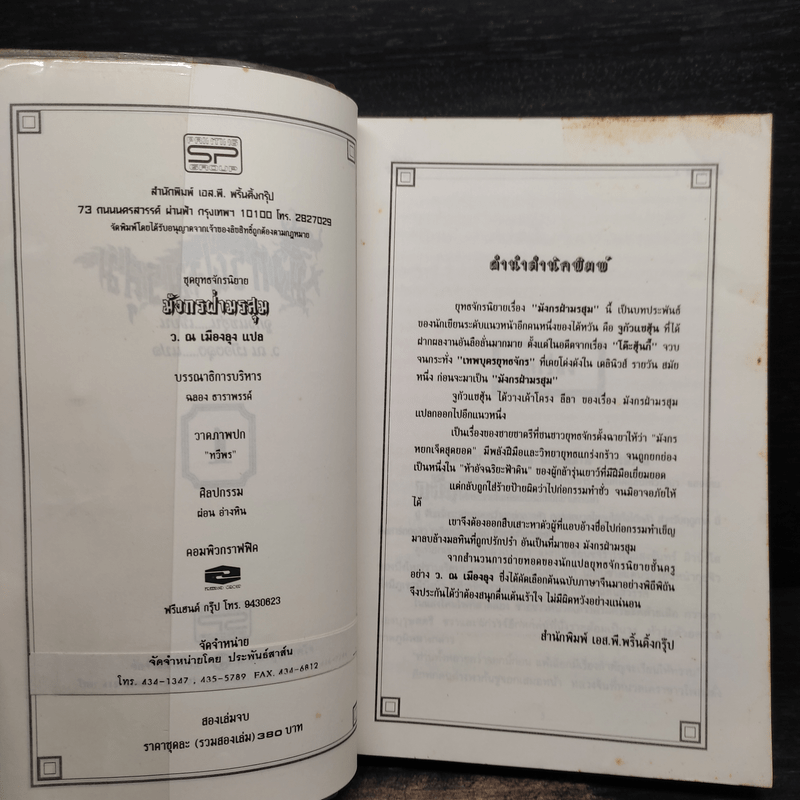 PRINTING
SP
GROUP
สำนักพิมพ์ เอส.พี. พริ้นติ้งกรุ๊ป
73 ถนนนครสวรรค์ ผ่านฟ้า กรุงเทพฯ 10100 โทร. 2827029
จัดพิมพ์โดยได้รับอนุญาตจากเจ้าของลิขสิทธิ์ถูกต้องตามกฎหมาย
ชุดยุทธจักรนิยาย
มังกรฝ่ามรสุม
ว. ณ เมืองลุง แปล
บรรณาธิการบริหาร
ฉลอง ธาราพรรค์
วาดภาพปก
"ทวีพร"
ศิลปกรรม
ผ่อน อ่างหิน
คอมพิวกราฟฟิค
ฟรีแฮนด์ กรุ๊ป โทร. 9430623
จัดจำหน่าย
จัดจำหน่ายโดย ประพันธ์สาส์น
โทร. 434-1347 , 435-5789 FAX. 434-6812
สองเล่มจบ
ราคาชุดละ (รวมสองเล่ม) 380 บาท
คำนำสำนักพิมพ์
ยุทธจักรนิยายเรื่อง "มังกรฝ่ามรสุม" นี้ เป็นบทประพันธ์
ของนักเขียนระดับแนวหน้าอีกคนหนึ่งของไต้หวัน คือ จูกัวแชสุ้น ที่ได้
ฝากผลงานอันลือลั่นมากมาย ตั้งแต่ในอดีตจากเรื่อง "โต๊ะสุ้นกี้" จวบ
จนกระทั่ง "เทพบุตรยุทธจักร" ที่เคยโด่งดังใน เดลินิวส์ รายวัน สมัย
หนึ่ง ก่อนจะมาเป็น "มังกรฝ่ามรสุม"
จูกัวแชสุ้น ได้วางเค้าโครง ลีลา ของเรื่อง มังกรฝ่ามรสุม
แปลกออกไปอีกแนวหนึ่ง
เป็นเรื่องของชายชาตรีที่ชนชาวยุทธจักรตั้งฉายาให้ว่า "มังกร
หยกเจ็ดสุดยอด" มีพลังฝีมือและวิทยายุทธแกร่งกร้าว จนถูกยกย่อง
เป็นหนึ่งใน "ห้าอัจฉริยะฟ้าดิน" ของผู้กล้ารุ่นเยาว์ที่มีฝีมือเยี่ยมยอด
แต่กลับถูกใส่ร้ายป้ายผิดว่าไปก่อกรรมทำชั่ว จนมิอาจอภัยให้
ได้
เขาจึงต้องออกสืบเสาะหาตัวผู้ที่แอบอ้างชื่อไปก่อกรรมทำเข็ญ
มาลบล้างมลทินที่ถูกปรักปรำ อันเป็นที่มาของ มังกรฝ่ามรสุม
จากสำนวนการถ่ายทอดของนักแปลยุทธจักรนิยายชั้นครู
อย่าง ว. ณ เมืองลุง ซึ่งได้คัดเลือกต้นฉบับภาษาจีนมาอย่างพิถีพิถัน
จึงประกันได้ว่าต้องสนุกตื่นเต้นเร้าใจ ไม่มีผิดหวังอย่างแน่นอน
สำนักพิมพ์ เอส.พี.พริ้นติ้งกรุ๊ป